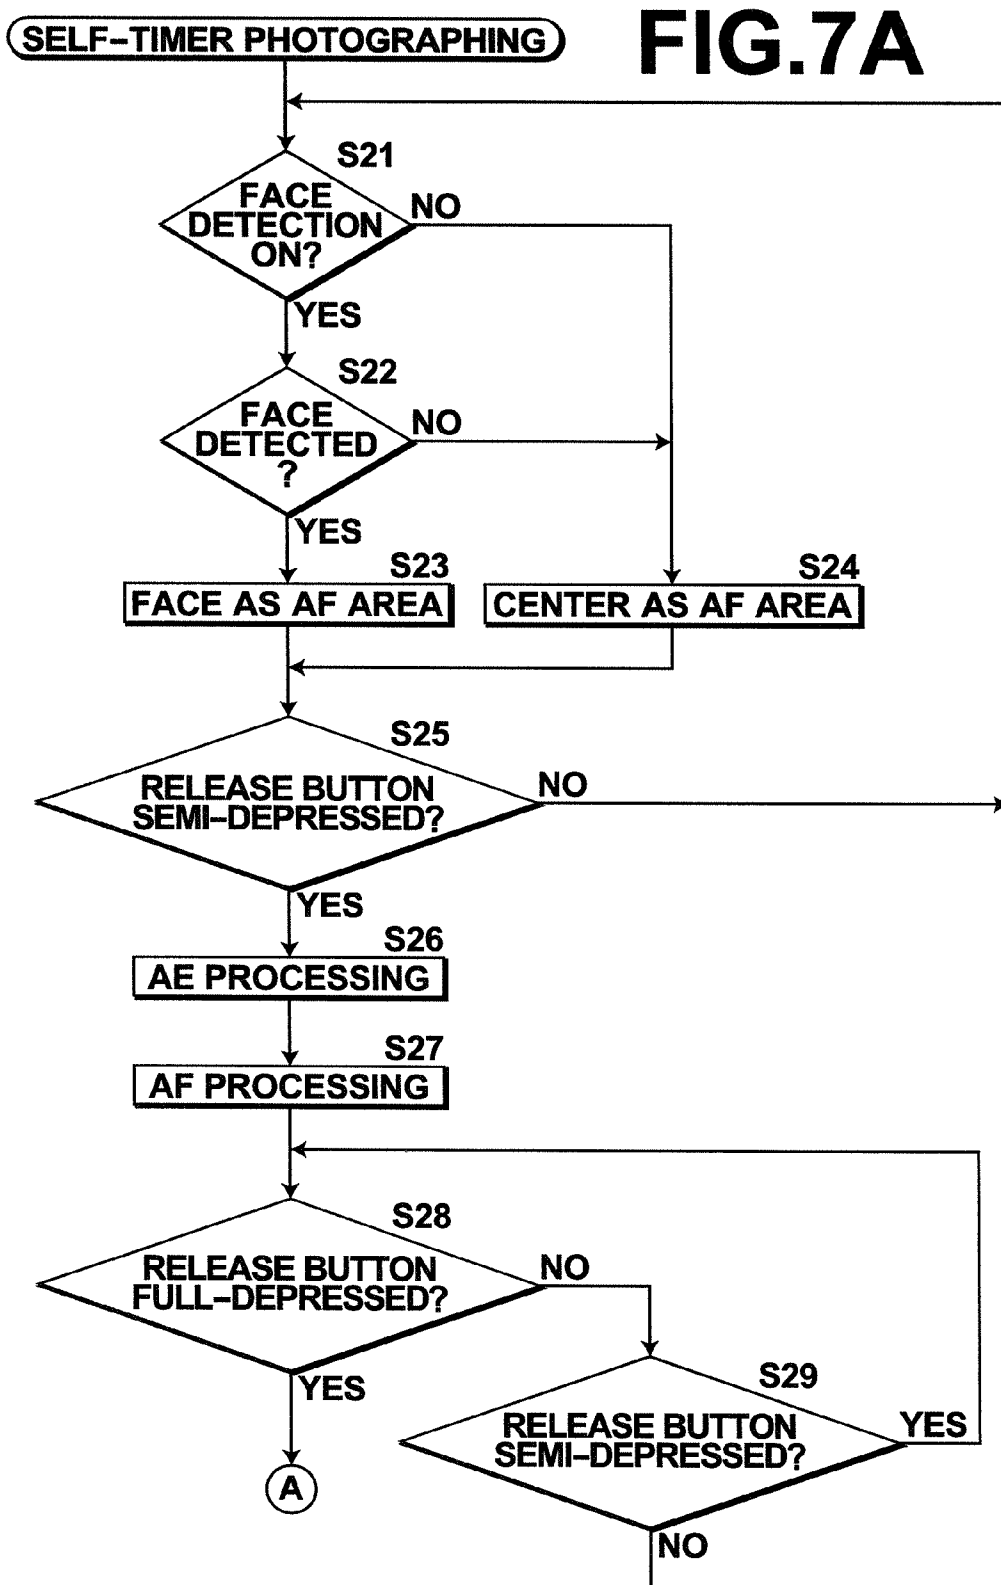 SELF-TIMER PHOTOGRAPHING
FIG.7A
S21
FACE
DETECTION
ON?
NO
YES
S22
FACE
DETECTED
?
NO
YES
S23
FACE AS AF AREA
S24
CENTER AS AF AREA
S25
RELEASE BUTTON
SEMI-DEPRESSED?
NO
YES
S26
AE PROCESSING
S27
AF PROCESSING
S28
RELEASE BUTTON
FULL-DEPRESSED?
NO
YES
S29
RELEASE BUTTON
SEMI-DEPRESSED?
YES
A
NO